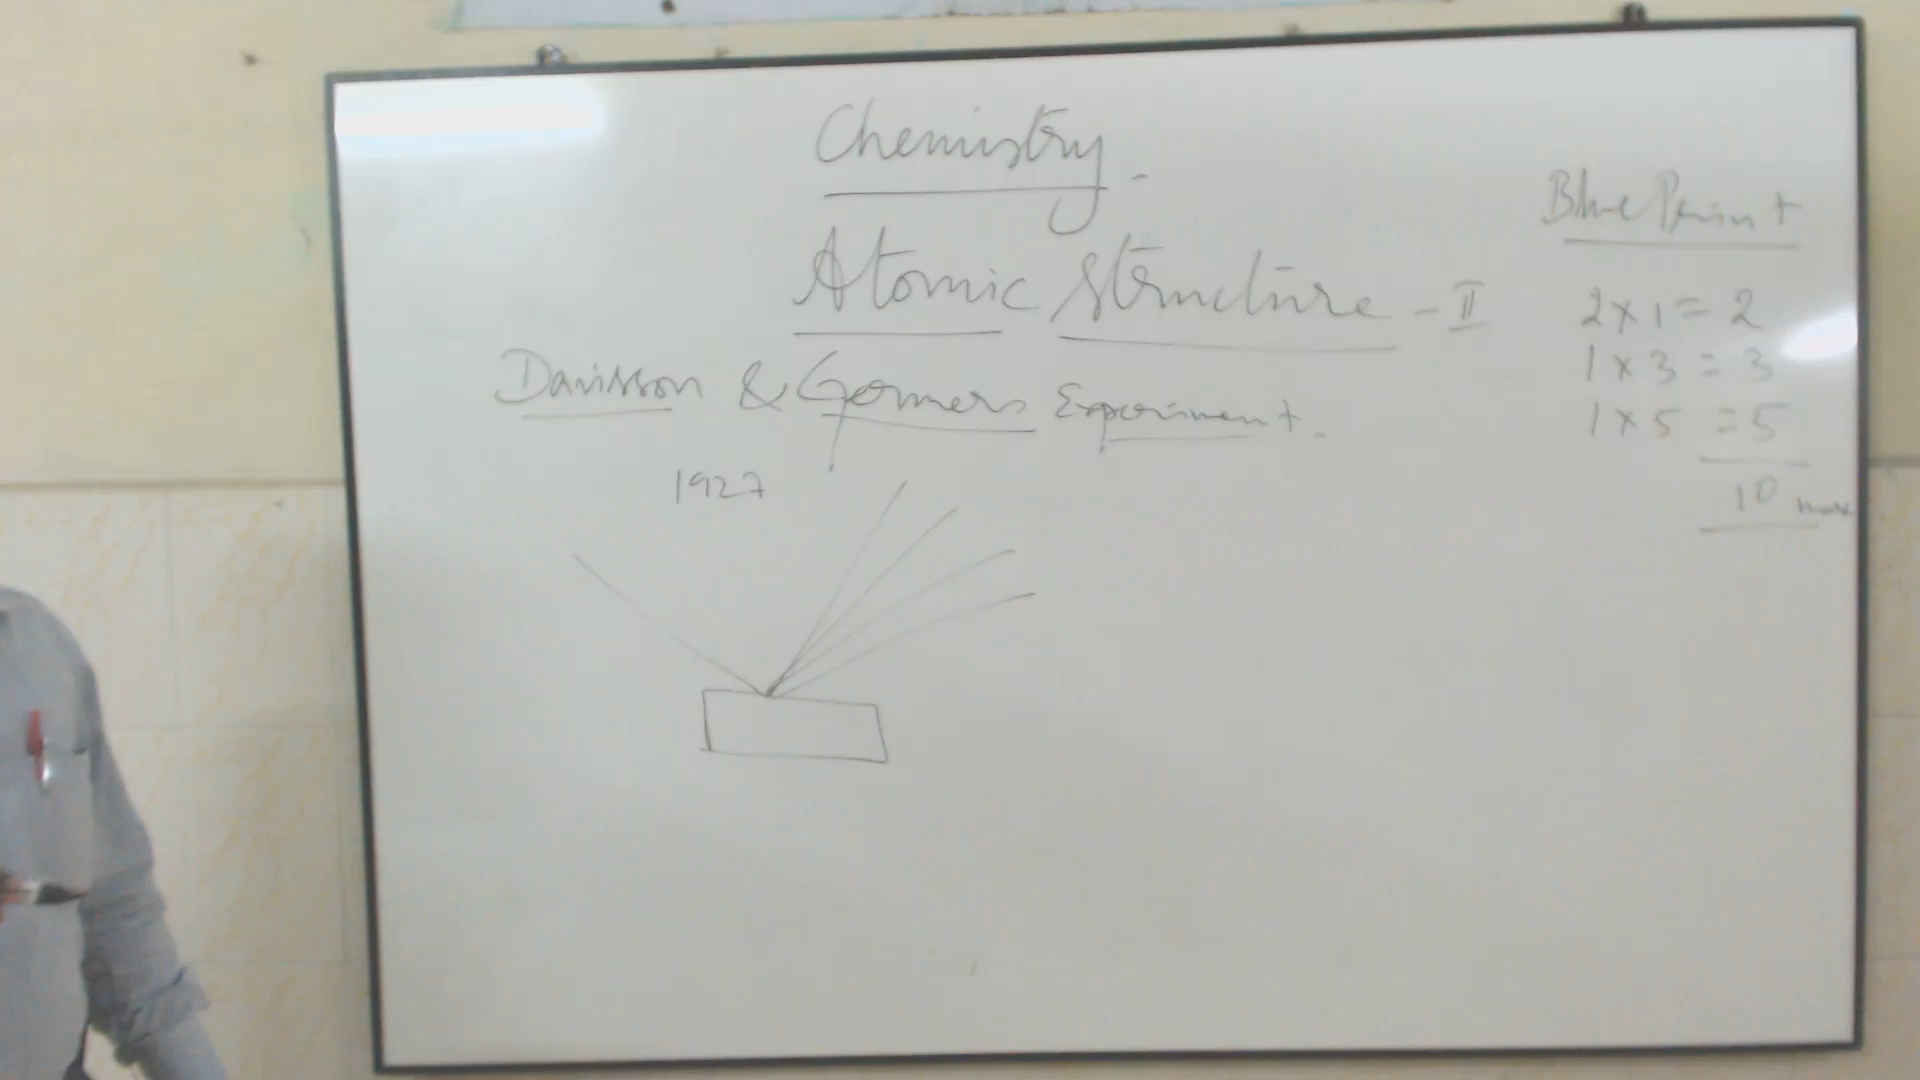 Chemistry.
Atomic Structure - II
Davisson & Germers Experiment.
1927
Blue Prin t
2 x 1 = 2
1 x 3 = 3
1 x 5 = 5
10